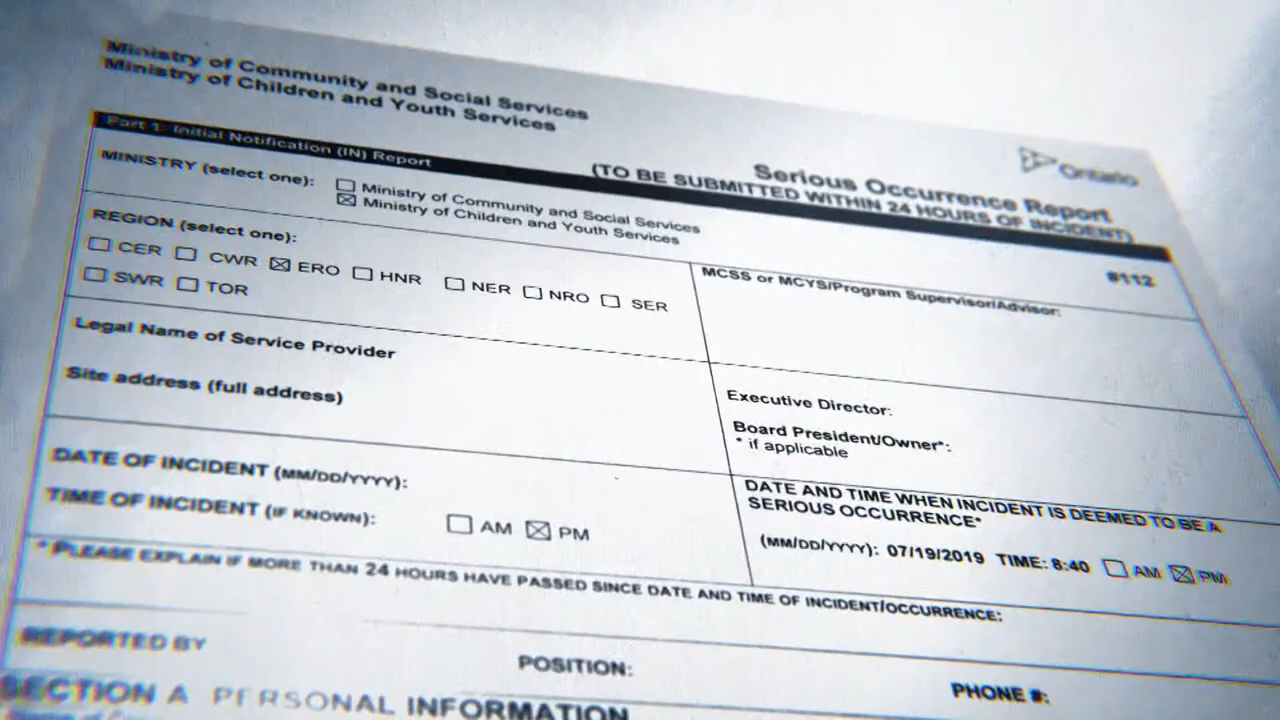 Ministry of Community and Social Services
Ministry of Children and Youth Services
Ontario
Serious Occurrence Report
(TO BE SUBMITTED WITHIN 24 HOURS OF INCIDENT)
Part 1: Initial Notification (IN) Report
#112
MINISTRY (select one):
☐ Ministry of Community and Social Services
☒ Ministry of Children and Youth Services
REGION (select one):
☐ CER ☐ CWR ☒ ERO ☐ HNR ☐ NER ☐ NRO ☐ SER
☐ SWR ☐ TOR
MCSS or MCYS/Program Supervisor/Advisor:
Legal Name of Service Provider
Site address (full address)
Executive Director:
Board President/Owner*:
* if applicable
DATE OF INCIDENT (MM/DD/YYYY):
TIME OF INCIDENT (IF KNOWN): ☐ AM ☒ PM
DATE AND TIME WHEN INCIDENT IS DEEMED TO BE A
SERIOUS OCCURRENCE*
(MM/DD/YYYY): 07/19/2019 TIME: 8:40 ☐ AM ☒ PM
* PLEASE EXPLAIN IF MORE THAN 24 HOURS HAVE PASSED SINCE DATE AND TIME OF INCIDENT/OCCURRENCE:
REPORTED BY
POSITION:
PHONE #:
SECTION A PERSONAL INFORMATION